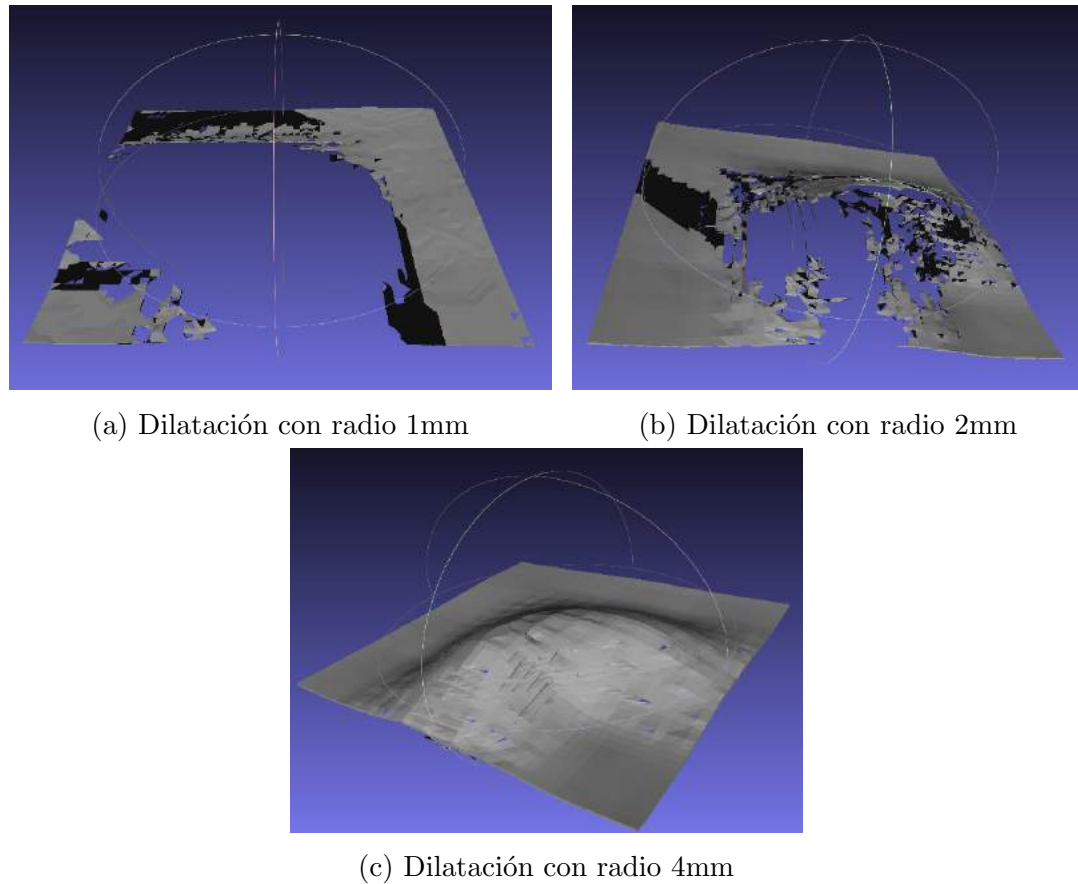 (a) Dilatación con radio 1mm
(b) Dilatación con radio 2mm
(c) Dilatación con radio 4mm